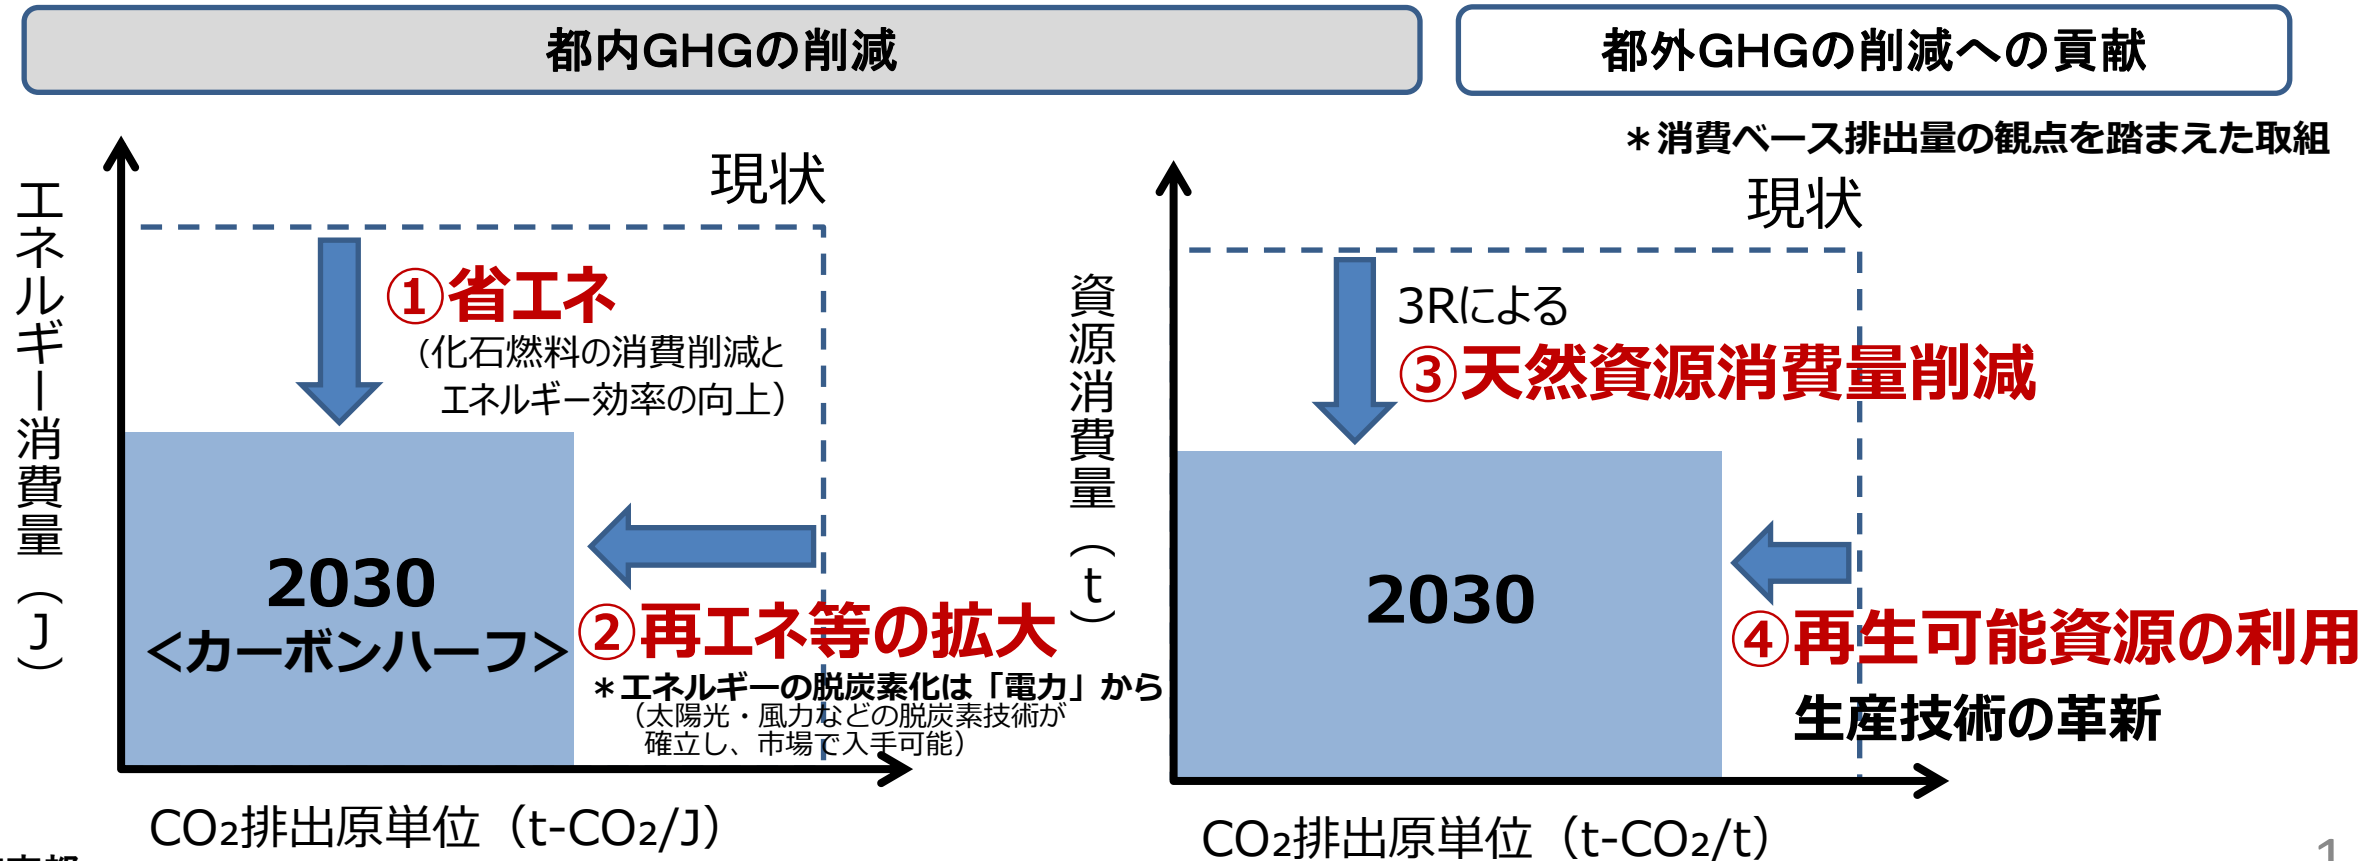 都内GHGの削減
エネルギー消費量（J）
現状
①省エネ
（化石燃料の消費削減と
エネルギー効率の向上）
2030
<カーボンハーフ>
②再エネ等の拡大
＊エネルギーの脱炭素化は「電力」から
（太陽光・風力などの脱炭素技術が
確立し、市場で入手可能）
CO₂排出原単位（t-CO₂/J）
都外GHGの削減への貢献
＊消費ベース排出量の観点を踏まえた取組
資源消費量（t）
現状
3Rによる
③天然資源消費量削減
2030
④再生可能資源の利用
生産技術の革新
CO₂排出原単位（t-CO₂/t）
1